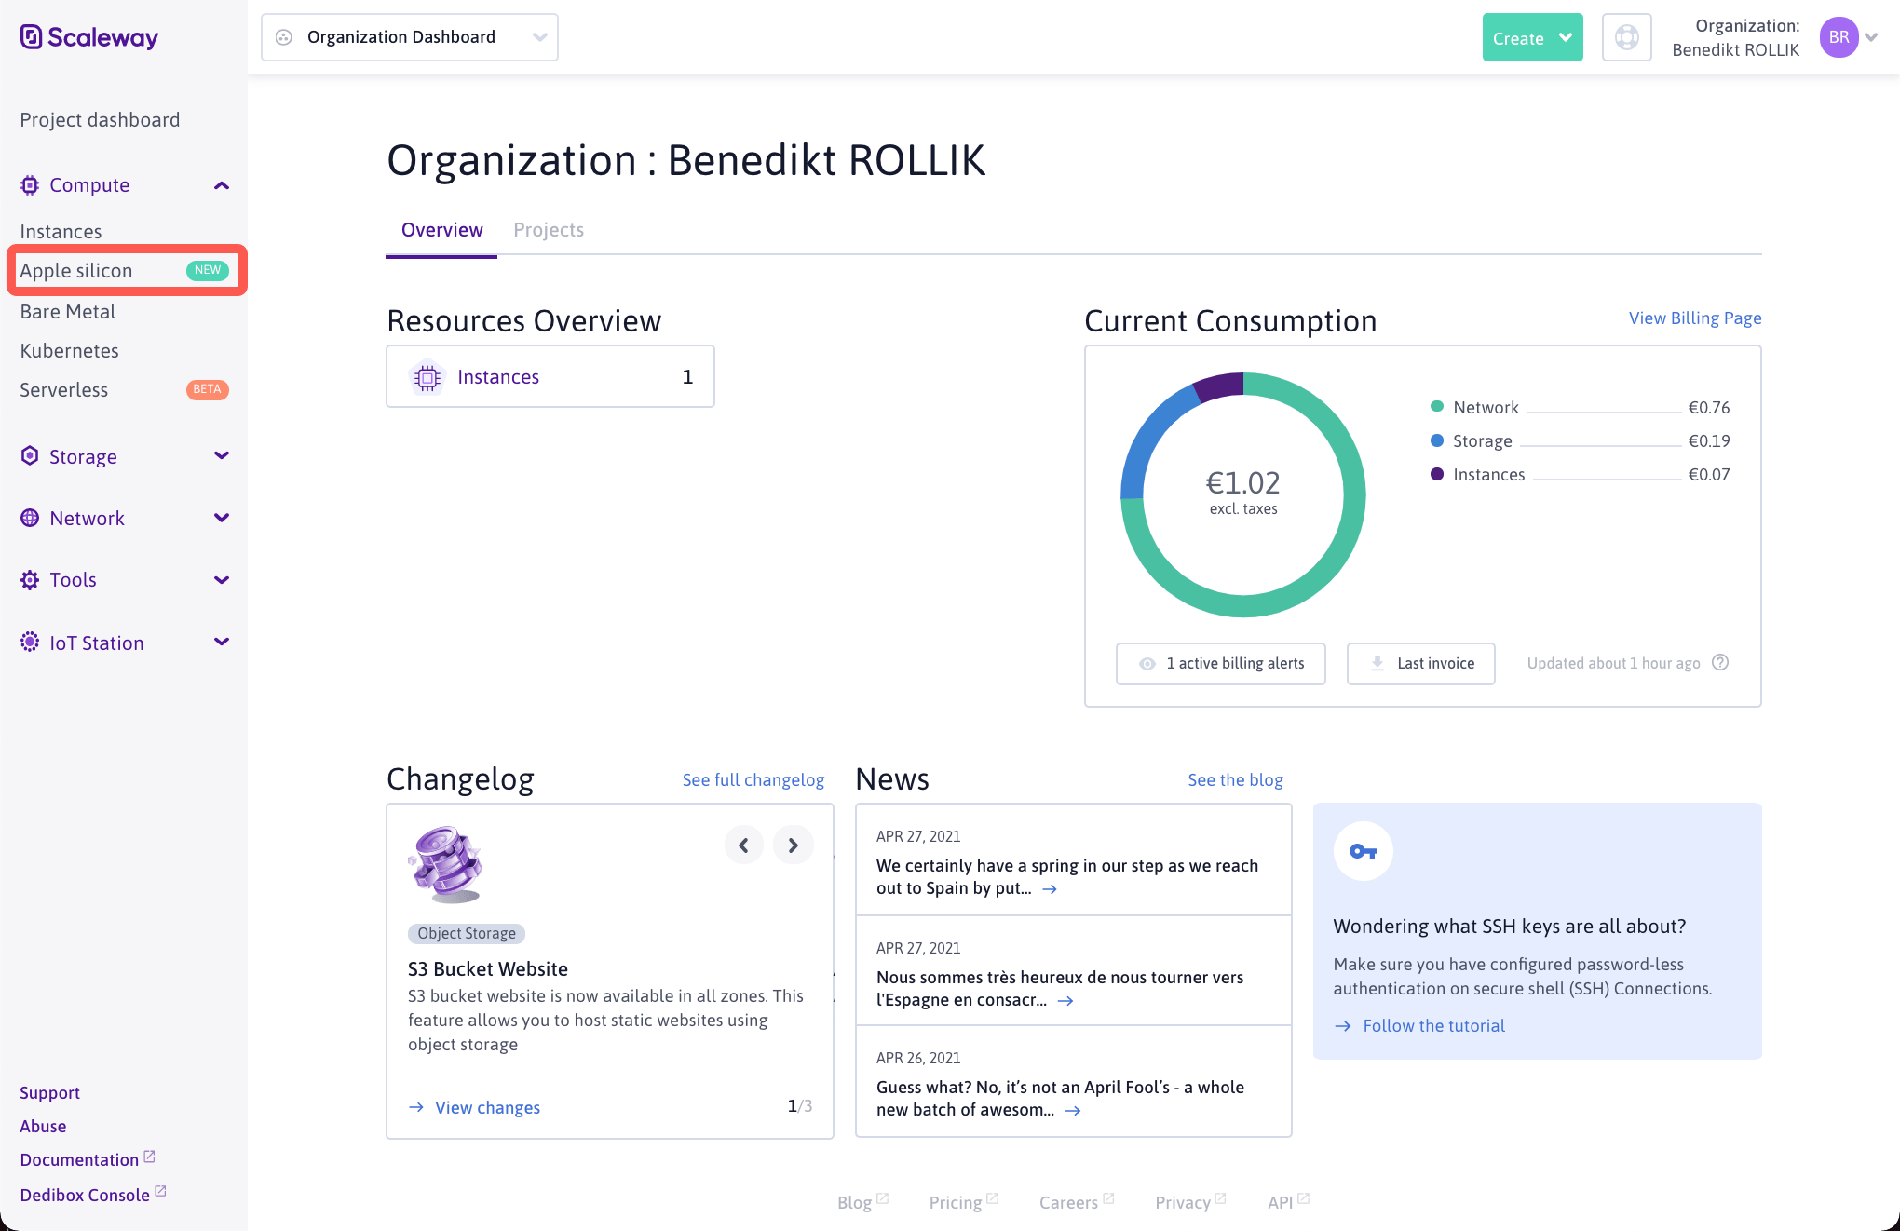 Scaleway
Organization Dashboard
Create
Organization:
Benedikt ROLLIK
BR
Project dashboard
Compute
Instances
Apple silicon NEW
Bare Metal
Kubernetes
Serverless BETA
Storage
Network
Tools
IoT Station
Support
Abuse
Documentation
Dedibox Console
Organization : Benedikt ROLLIK
Overview Projects
Resources Overview
Instances 1
Current Consumption View Billing Page
€1.02
excl. taxes
Network €0.76
Storage €0.19
Instances €0.07
1 active billing alerts Last invoice Updated about 1 hour ago
Changelog See full changelog
Object Storage
S3 Bucket Website
S3 bucket website is now available in all zones. This
feature allows you to host static websites using
object storage
→ View changes 1/3
News See the blog
APR 27, 2021
We certainly have a spring in our step as we reach
out to Spain by put... →
APR 27, 2021
Nous sommes très heureux de nous tourner vers
l'Espagne en consacr... →
APR 26, 2021
Guess what? No, it’s not an April Fool’s - a whole
new batch of awesom... →
Wondering what SSH keys are all about?
Make sure you have configured password-less
authentication on secure shell (SSH) Connections.
→ Follow the tutorial
Blog Pricing Careers Privacy API